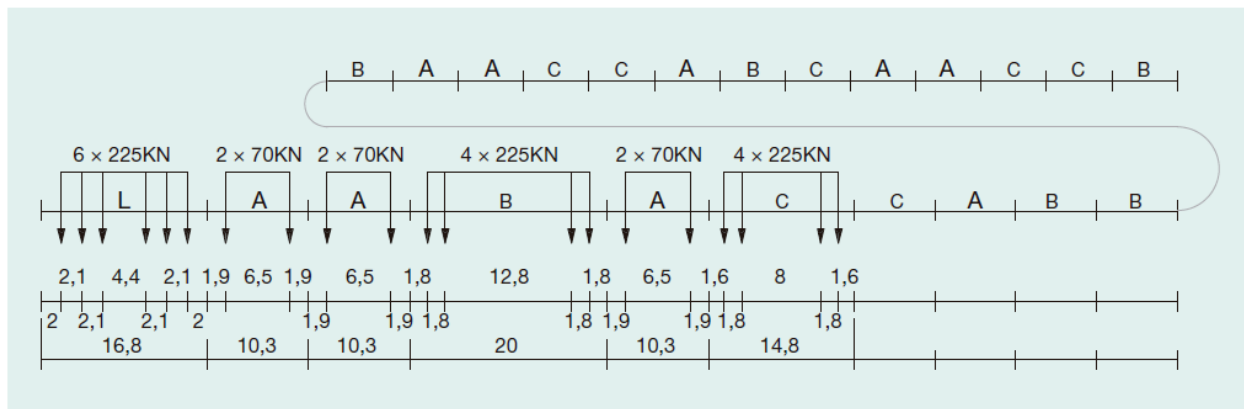 B A A C C A B C A A C C B
6 × 225KN 2 × 70KN 2 × 70KN 4 × 225KN 2 × 70KN 4 × 225KN
L A A B A C C A B B
2,1 4,4 2,1 1,9 6,5 1,9 6,5 1,8 12,8 1,8 6,5 1,6 8 1,6
2 2,1 2,1 2 1,9 1,9 1,8 1,8 1,9 1,9 1,8 1,8
16,8 10,3 10,3 20 10,3 14,8